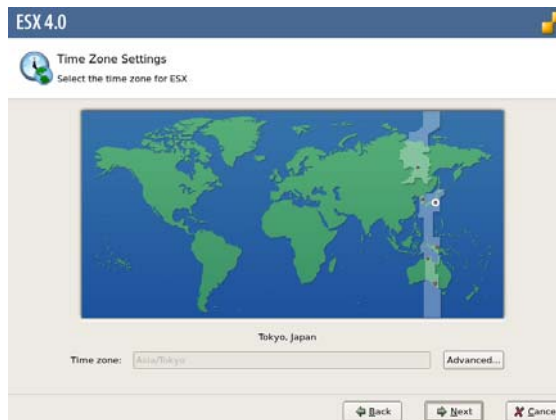 ESX 4.0
Time Zone Settings
Select the time zone for ESX
Tokyo, Japan
Time zone: Asia/Tokyo Advanced...
Back Next Cance